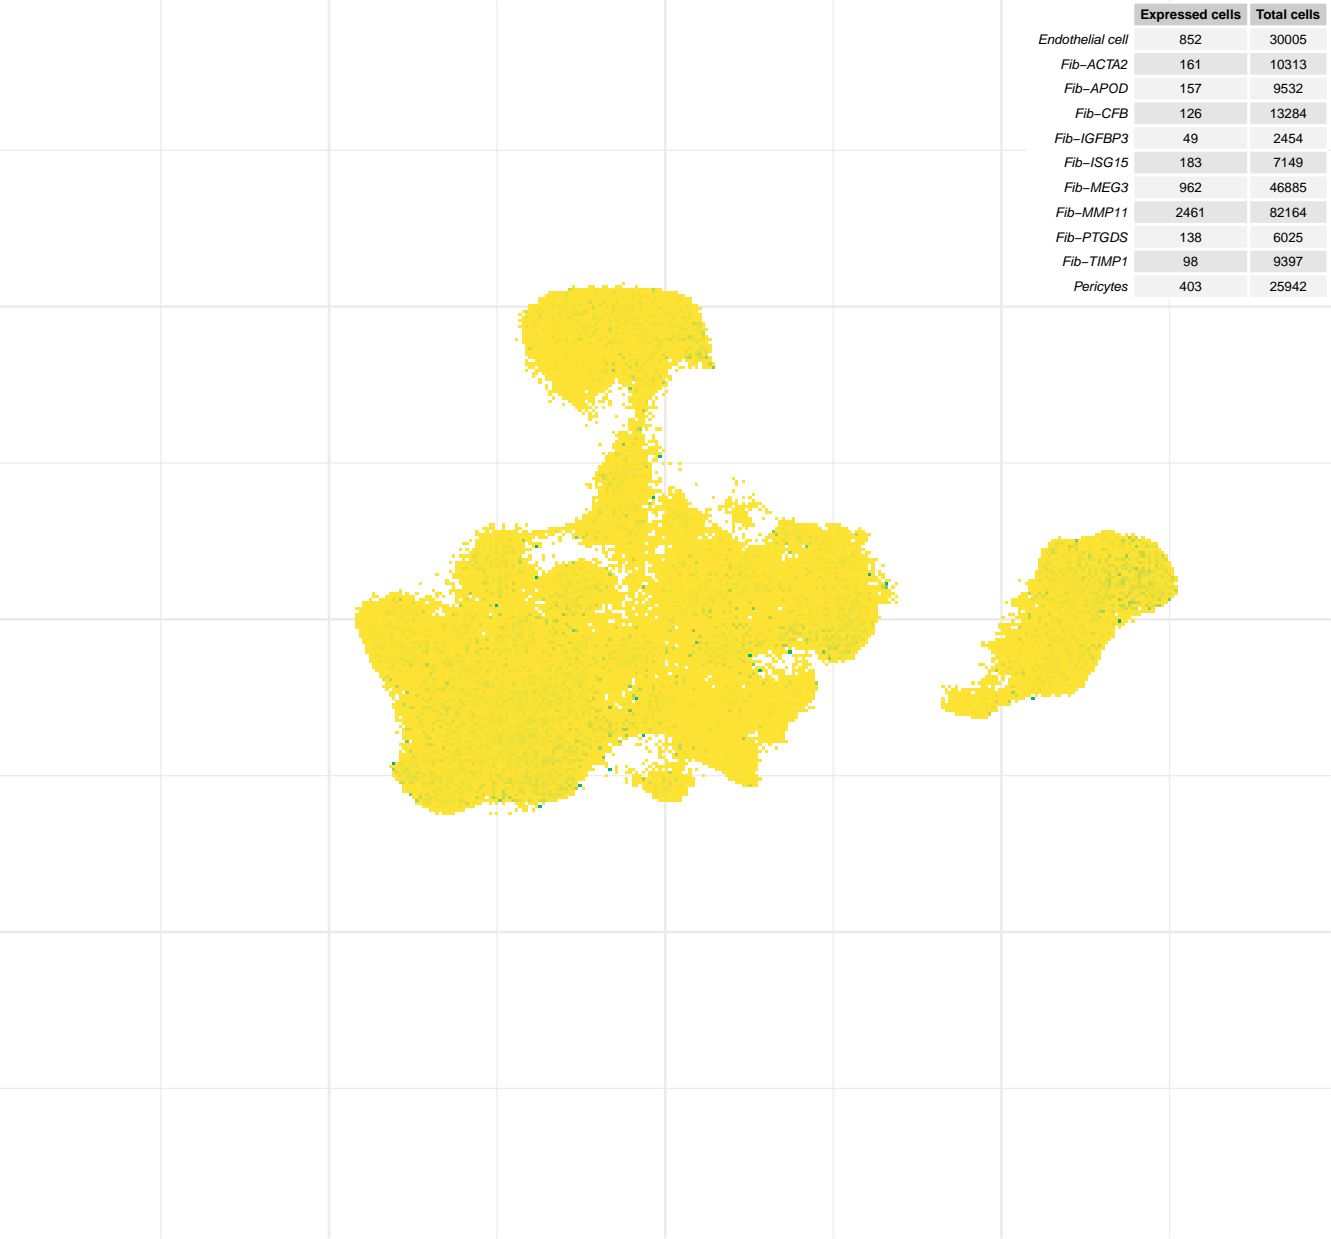 Expressed cells Total cells
Endothelial cell 852 30005
Fib−ACTA2 161 10313
Fib−APOD 157 9532
Fib−CFB 126 13284
Fib−IGFBP3 49 2454
Fib−ISG15 183 7149
Fib−MEG3 962 46885
Fib−MMP11 2461 82164
Fib−PTGDS 138 6025
Fib−TIMP1 98 9397
Pericytes 403 25942